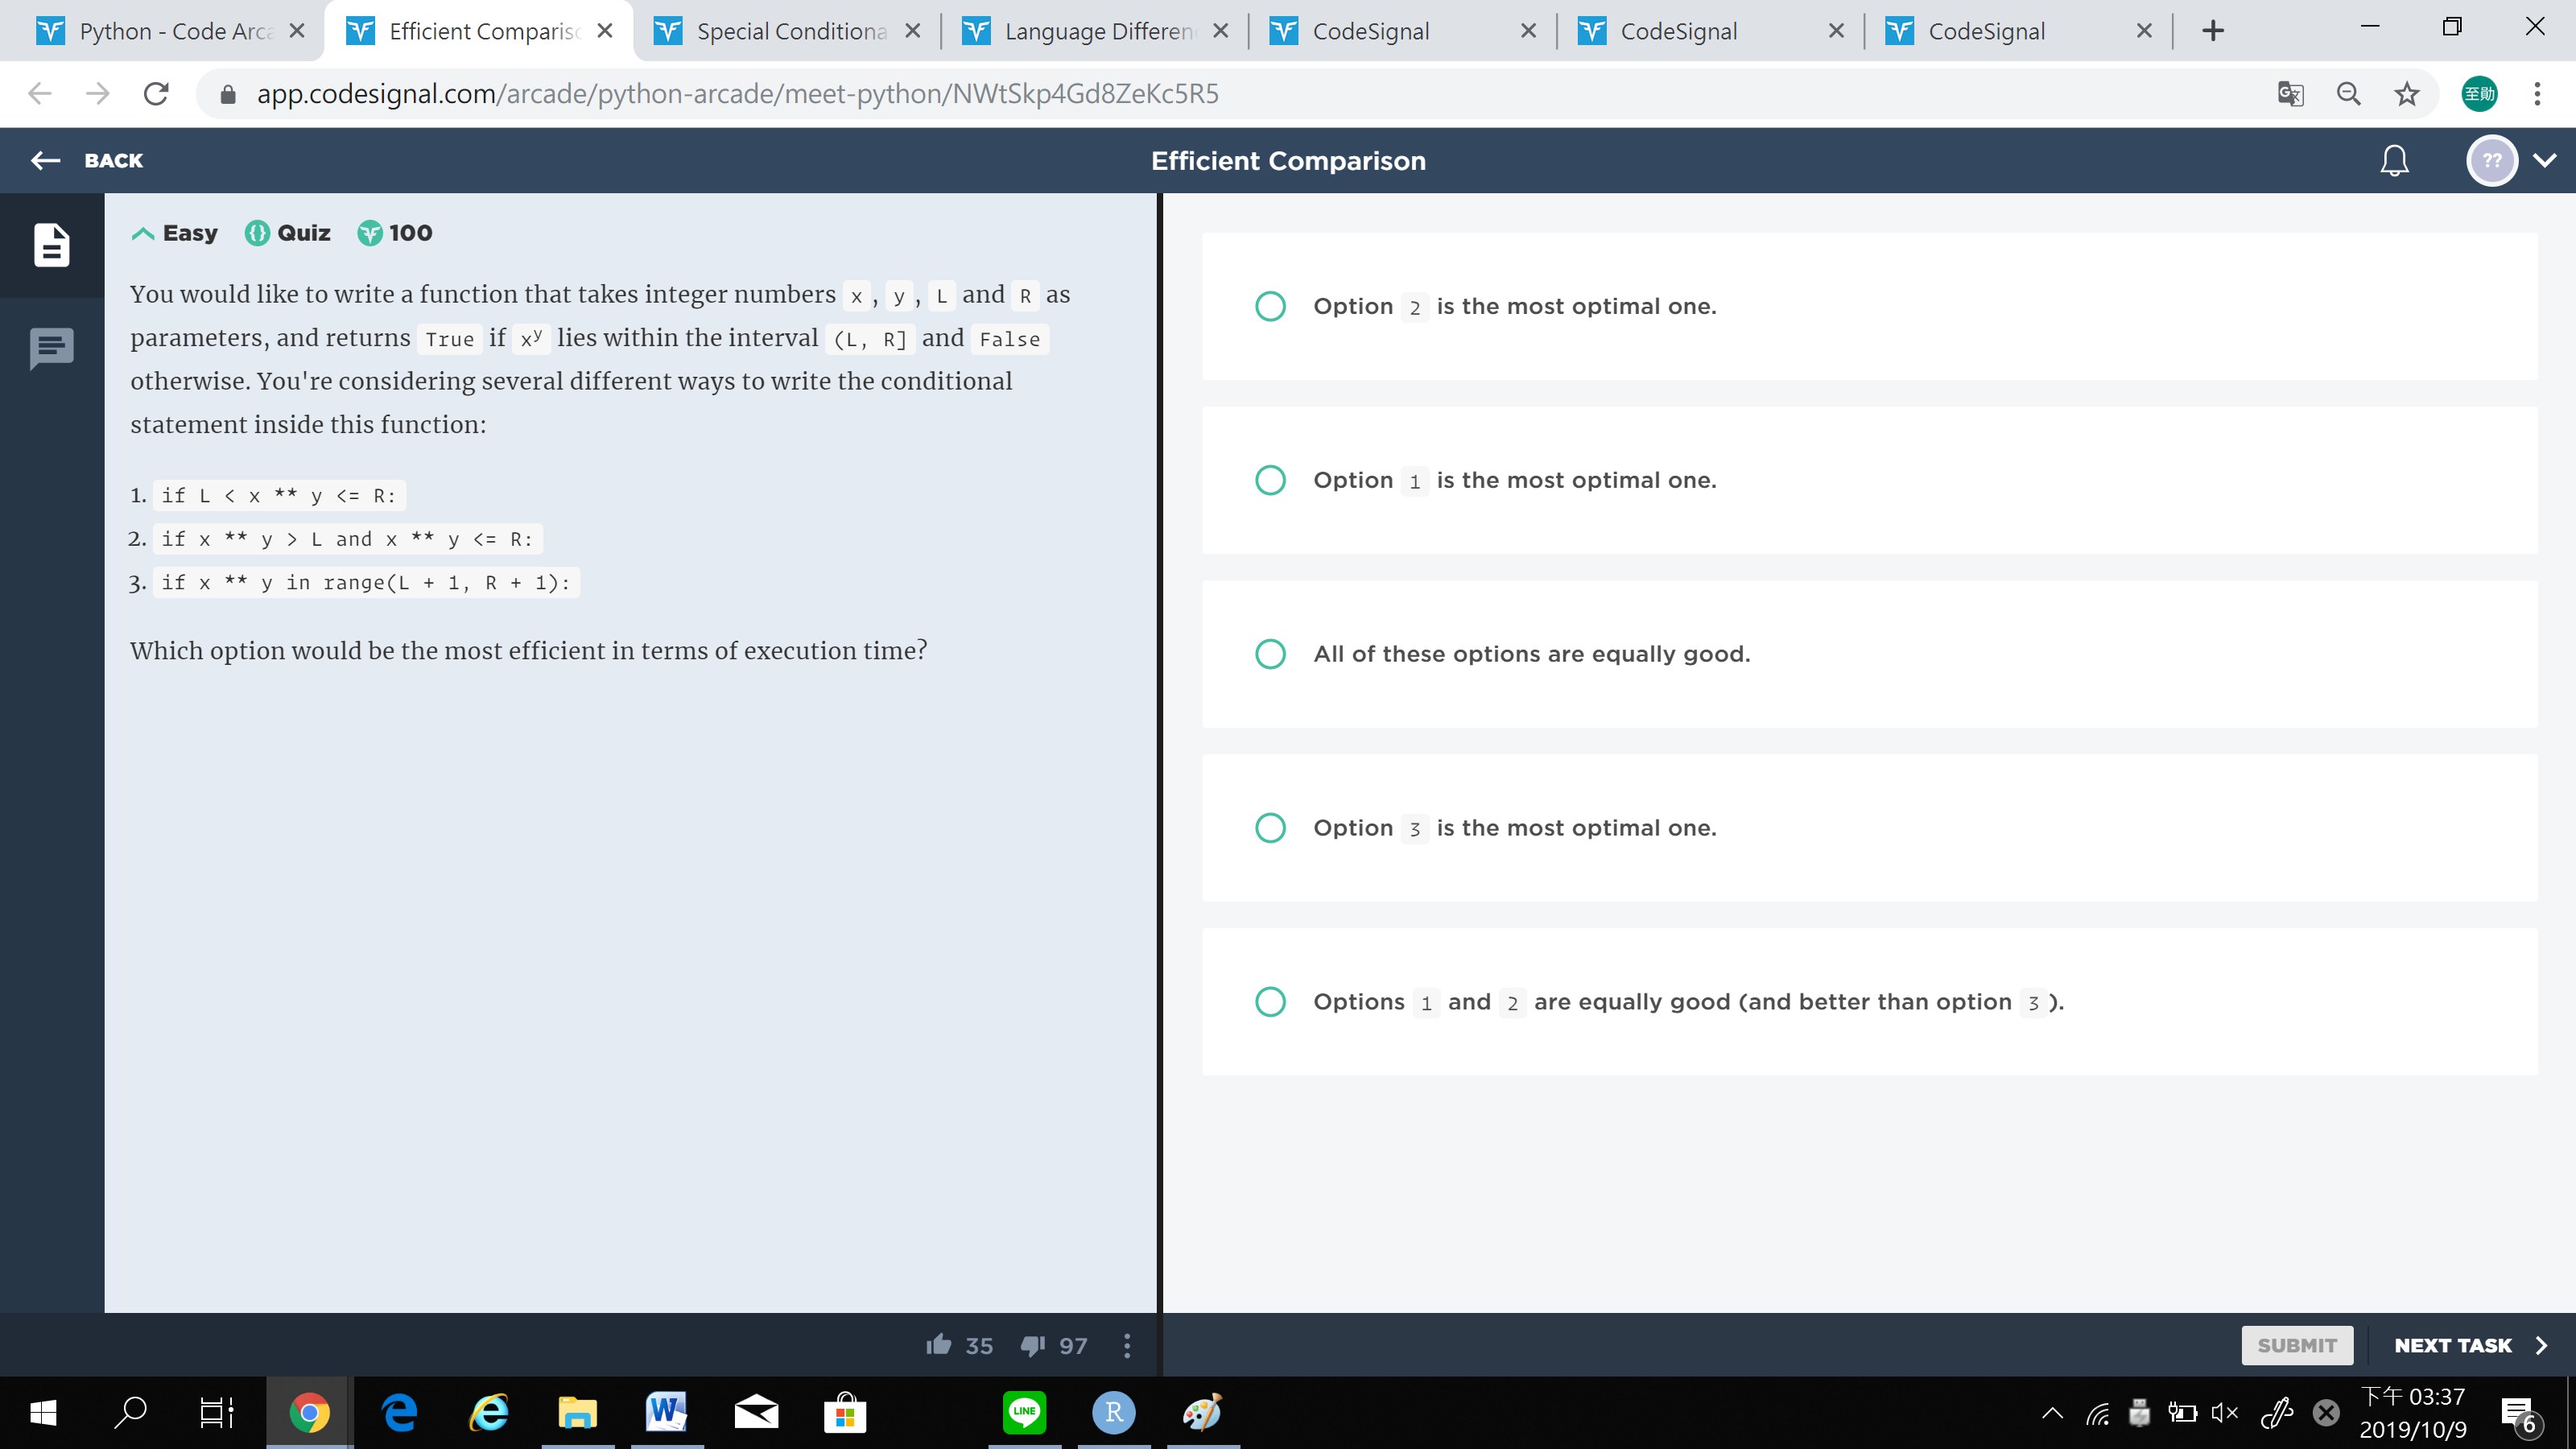 Python - Code Arca
Efficient Comparis
Special Conditiona
Language Differen
CodeSignal
CodeSignal
CodeSignal
app.codesignal.com/arcade/python-arcade/meet-python/NWtSkp4Gd8ZeKc5R5
至勛
BACK
Efficient Comparison
??
Easy Quiz 100
You would like to write a function that takes integer numbers x, y, L and R as
parameters, and returns True if xʸ lies within the interval (L, R] and False
otherwise. You're considering several different ways to write the conditional
statement inside this function:
1. if L < x ** y <= R:
2. if x ** y > L and x ** y <= R:
3. if x ** y in range(L + 1, R + 1):
Which option would be the most efficient in terms of execution time?
Option 2 is the most optimal one.
Option 1 is the most optimal one.
All of these options are equally good.
Option 3 is the most optimal one.
Options 1 and 2 are equally good (and better than option 3).
35 97
SUBMIT
NEXT TASK
LINE
R
下午 03:37
2019/10/9
6